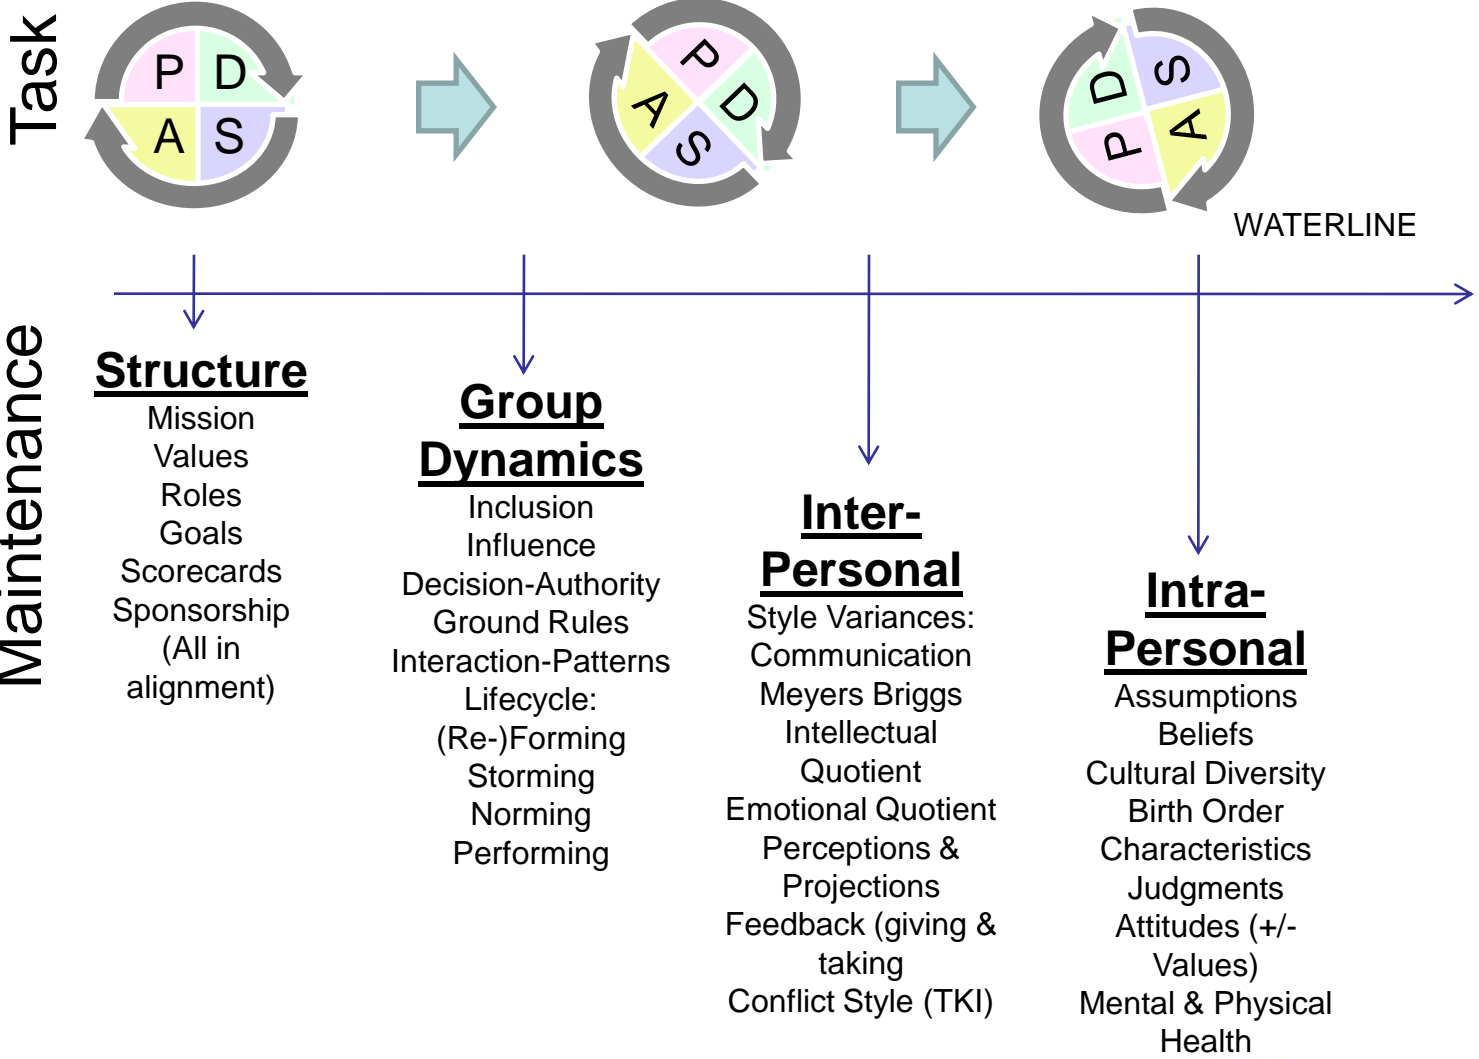 Task
P D
A S
P
D
A
S
D
S
P
A
WATERLINE
Maintenance
Structure
Mission
Values
Roles
Goals
Scorecards
Sponsorship
(All in
alignment)
Group
Dynamics
Inclusion
Influence
Decision-Authority
Ground Rules
Interaction-Patterns
Lifecycle:
(Re-)Forming
Storming
Norming
Performing
Inter-
Personal
Style Variances:
Communication
Meyers Briggs
Intellectual
Quotient
Emotional Quotient
Perceptions &
Projections
Feedback (giving &
taking
Conflict Style (TKI)
Intra-
Personal
Assumptions
Beliefs
Cultural Diversity
Birth Order
Characteristics
Judgments
Attitudes (+/-
Values)
Mental & Physical
Health